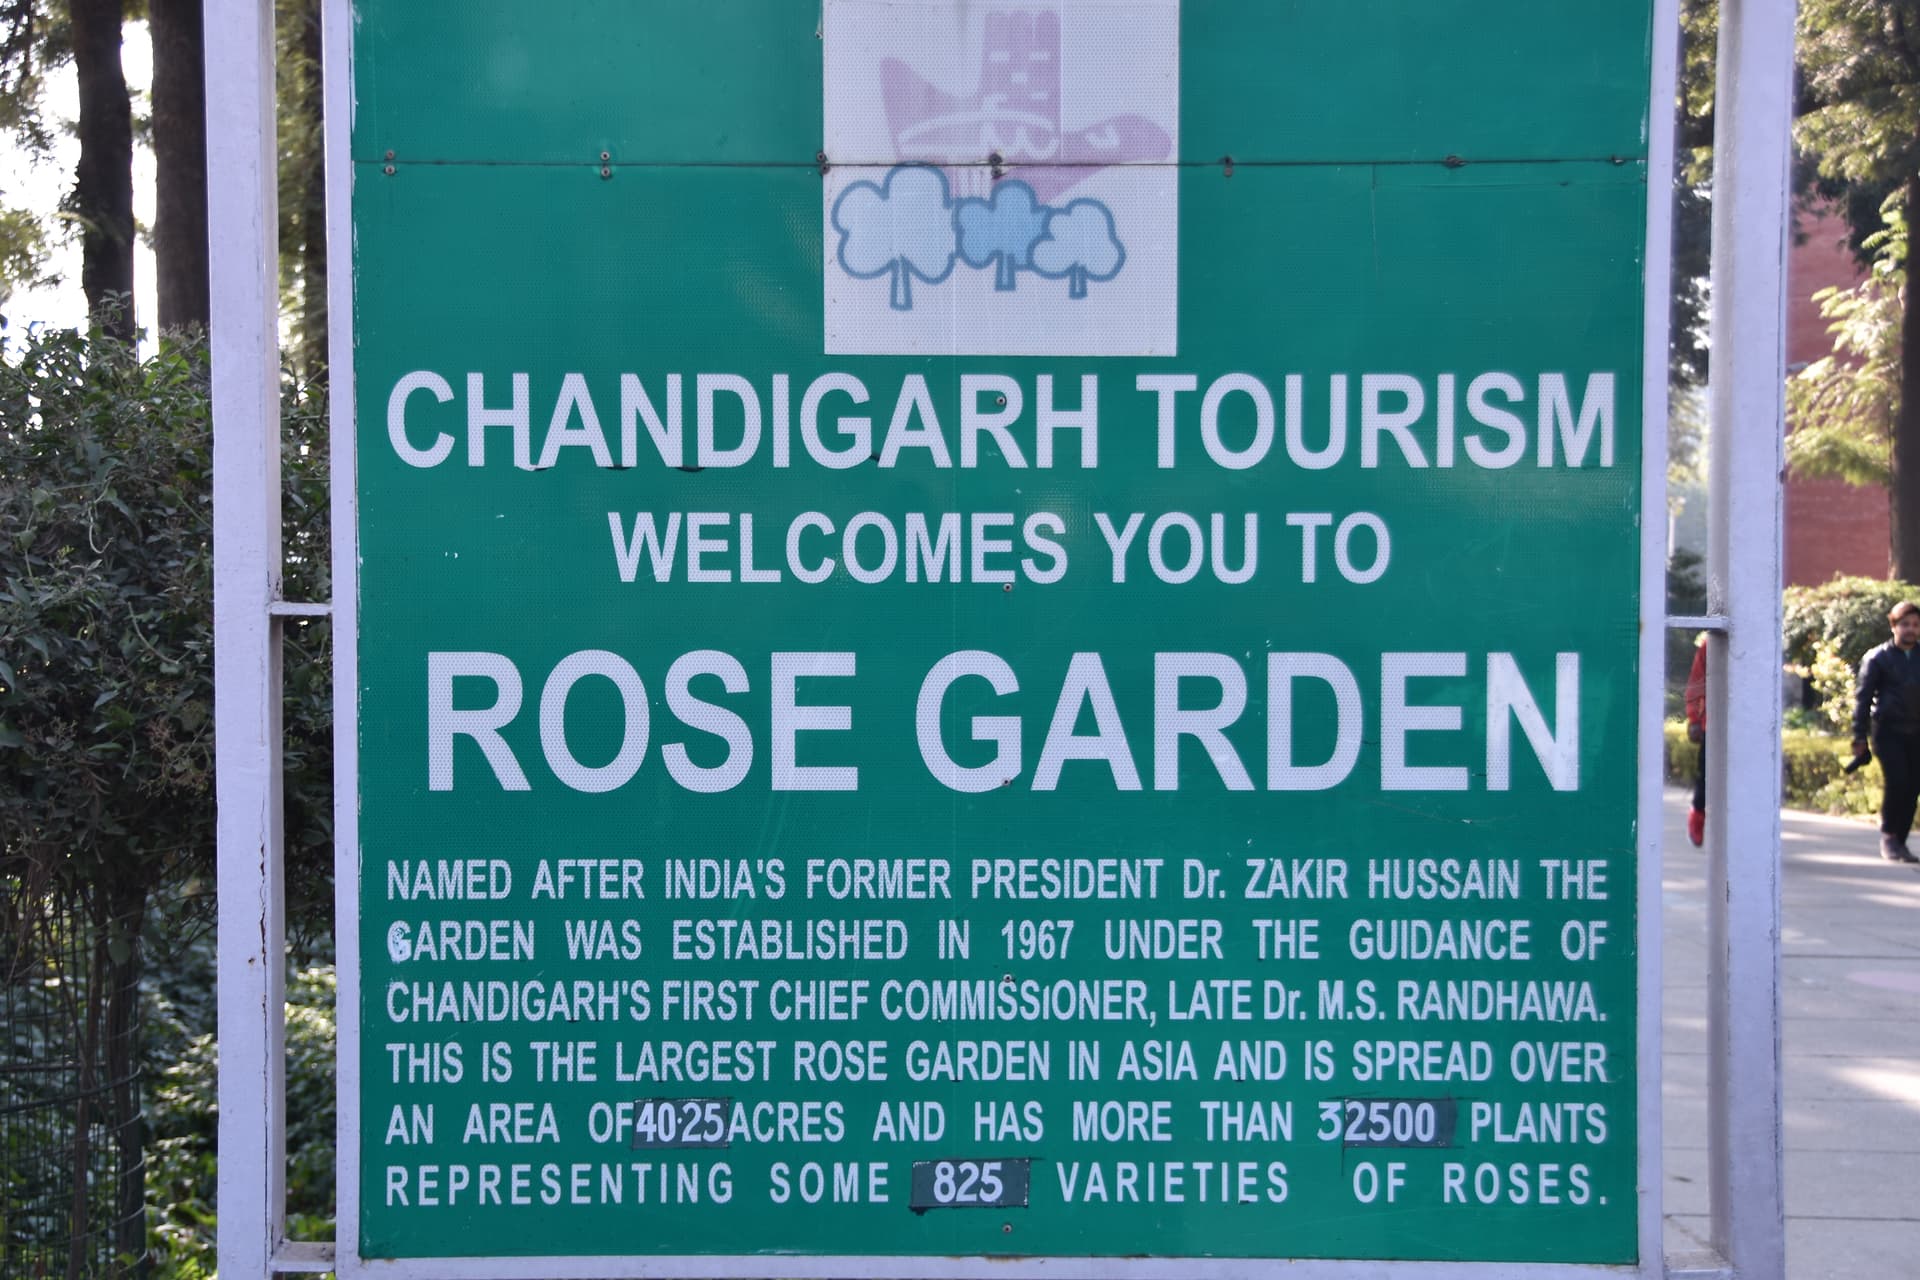 CHANDIGARH TOURISM
WELCOMES YOU TO
ROSE GARDEN
NAMED AFTER INDIA'S FORMER PRESIDENT Dr. ZAKIR HUSSAIN THE
GARDEN WAS ESTABLISHED IN 1967 UNDER THE GUIDANCE OF
CHANDIGARH'S FIRST CHIEF COMMISSIONER, LATE Dr. M.S. RANDHAWA.
THIS IS THE LARGEST ROSE GARDEN IN ASIA AND IS SPREAD OVER
AN AREA OF 40·25 ACRES AND HAS MORE THAN 32500 PLANTS
REPRESENTING SOME 825 VARIETIES OF ROSES.